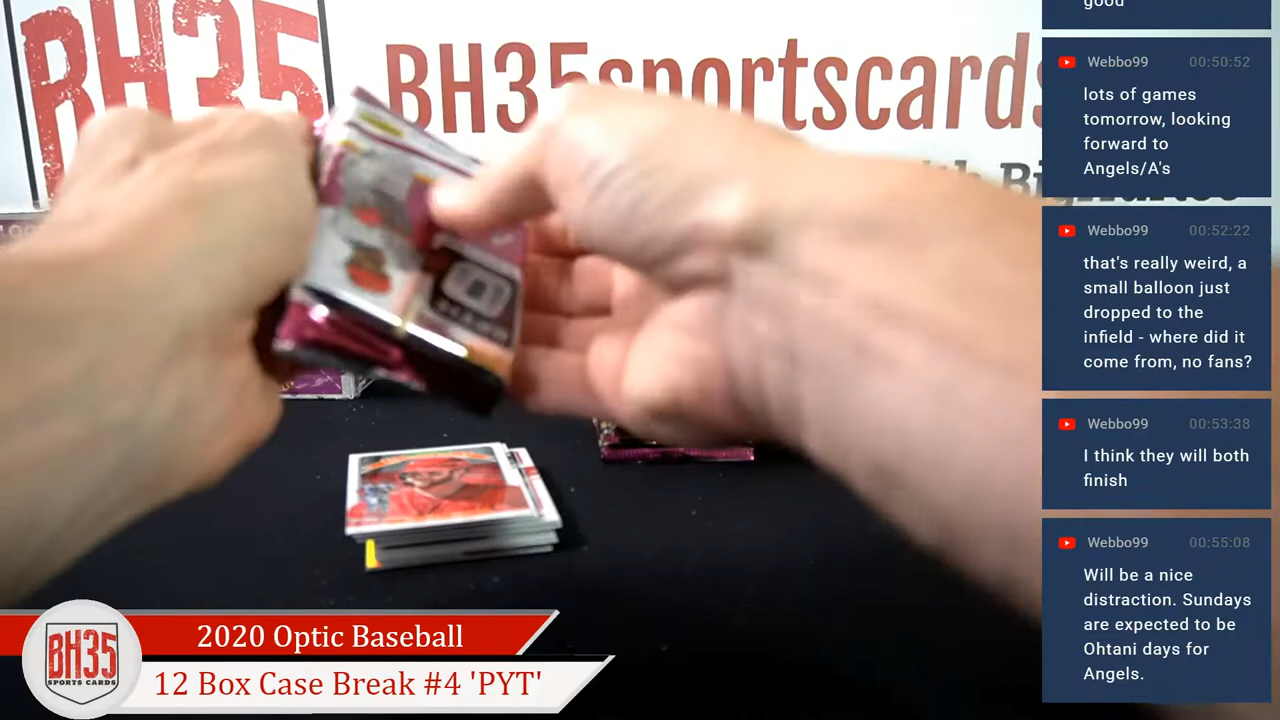 BH35
BH35sportscards
good
Webbo99 00:50:52
lots of games
tomorrow, looking
forward to
Angels/A's
Webbo99 00:52:22
that's really weird, a
small balloon just
dropped to the
infield - where did it
come from, no fans?
Webbo99 00:53:38
I think they will both
finish
Webbo99 00:55:08
Will be a nice
distraction. Sundays
are expected to be
Ohtani days for
Angels.
BH35
SPORTS CARDS
2020 Optic Baseball
12 Box Case Break #4 'PYT'